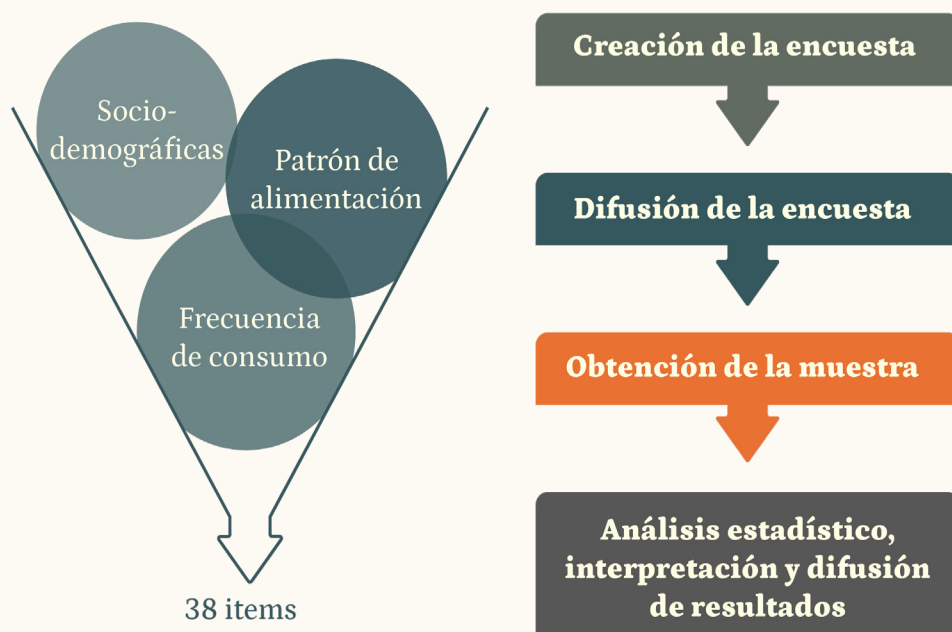 Socio-
demográficas
Patrón de
alimentación
Frecuencia
de consumo
38 items
Creación de la encuesta
Difusión de la encuesta
Obtención de la muestra
Análisis estadístico,
interpretación y difusión
de resultados